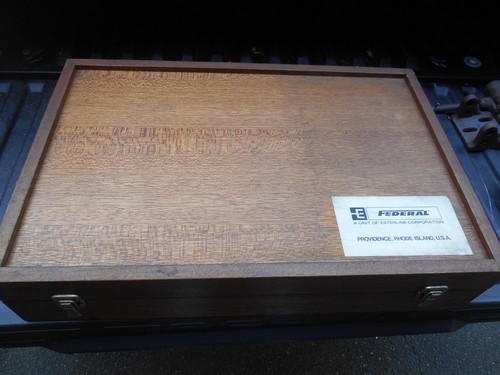 E FEDERAL
A UNIT OF ESTERLINE CORPORATION
PROVIDENCE, RHODE ISLAND, U.S.A.